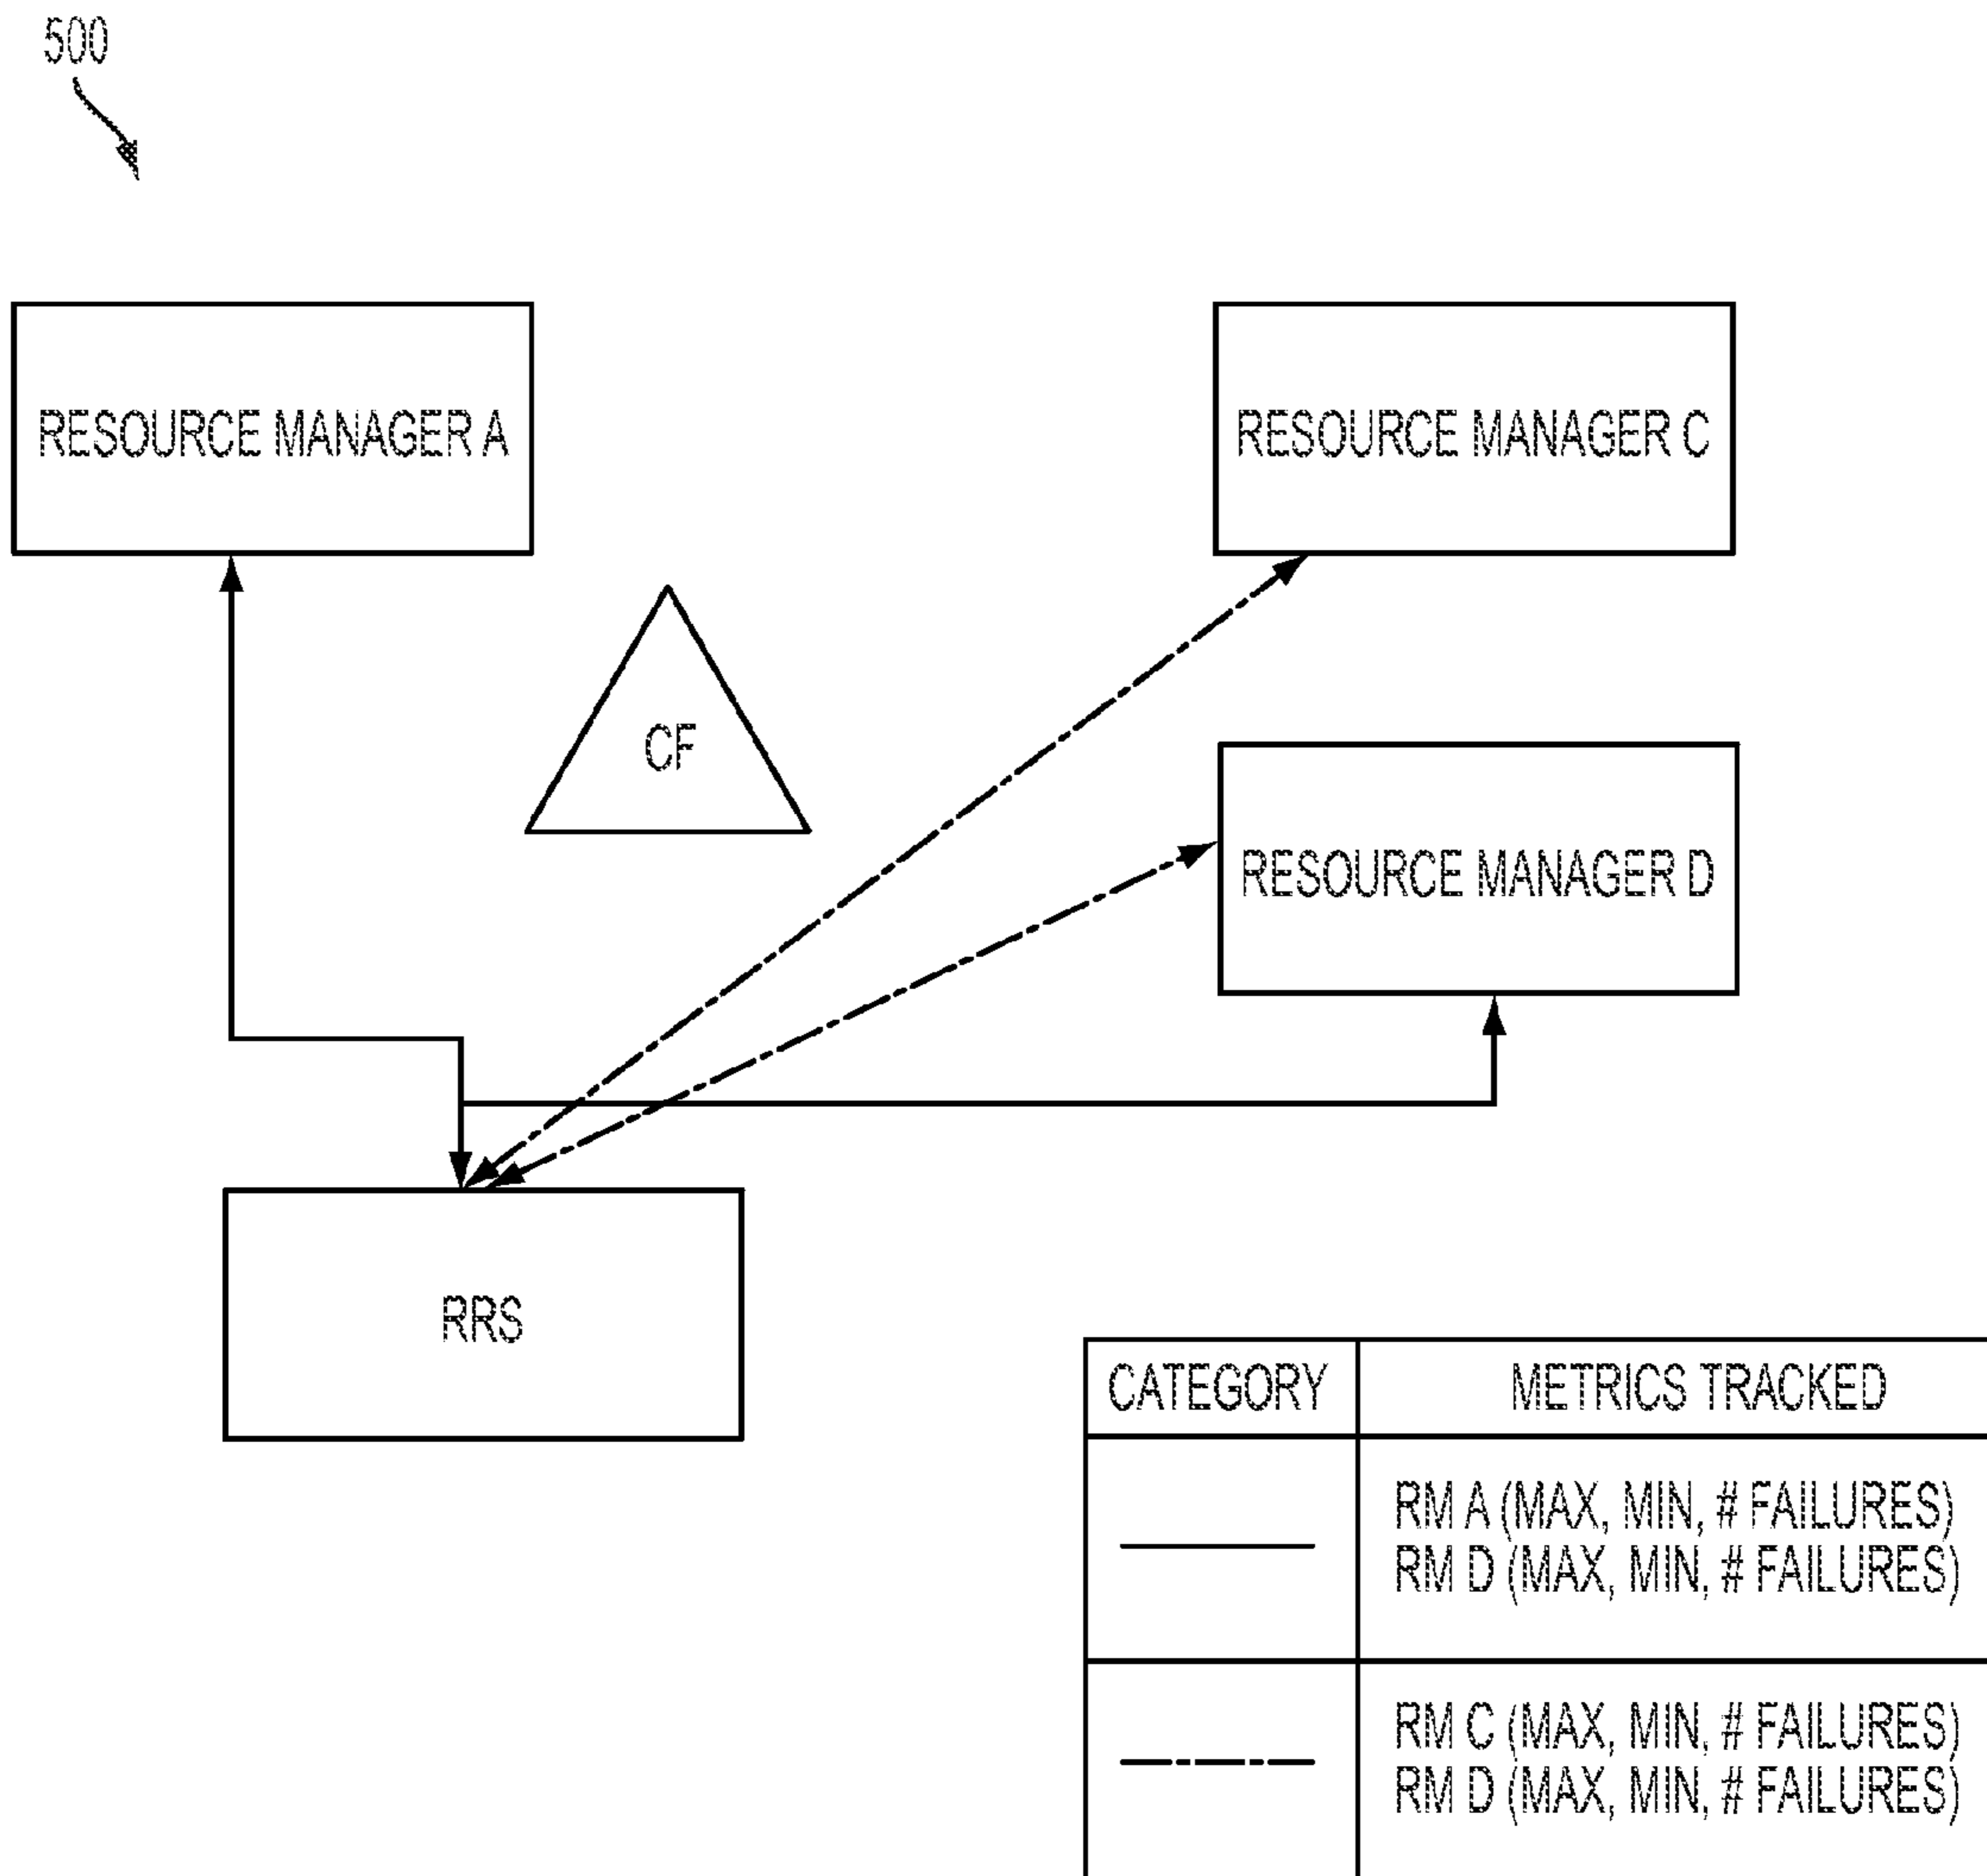 500
RESOURCE MANAGER A
RESOURCE MANAGER C
CF
RESOURCE MANAGER D
RRS
CATEGORY
METRICS TRACKED
RM A (MAX, MIN, # FAILURES)
RM D (MAX, MIN, # FAILURES)
RM C (MAX, MIN, # FAILURES)
RM D (MAX, MIN, # FAILURES)